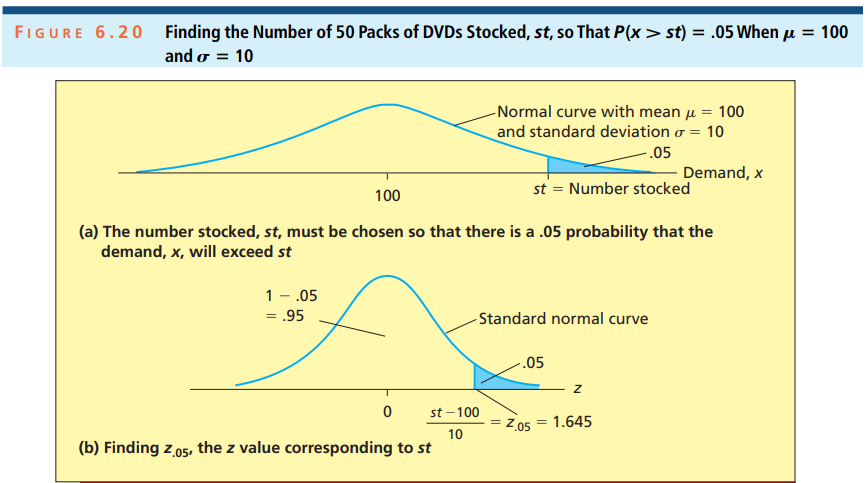 FIGURE 6.20 Finding the Number of 50 Packs of DVDs Stocked, st, so That P(x > st) = .05 When μ = 100
and σ = 10
Normal curve with mean μ = 100
and standard deviation σ = 10
.05
Demand, x
st = Number stocked
100
(a) The number stocked, st, must be chosen so that there is a .05 probability that the
demand, x, will exceed st
1 − .05
= .95
Standard normal curve
.05
z
0
st − 100
10
= z.05 = 1.645
(b) Finding z.05, the z value corresponding to st